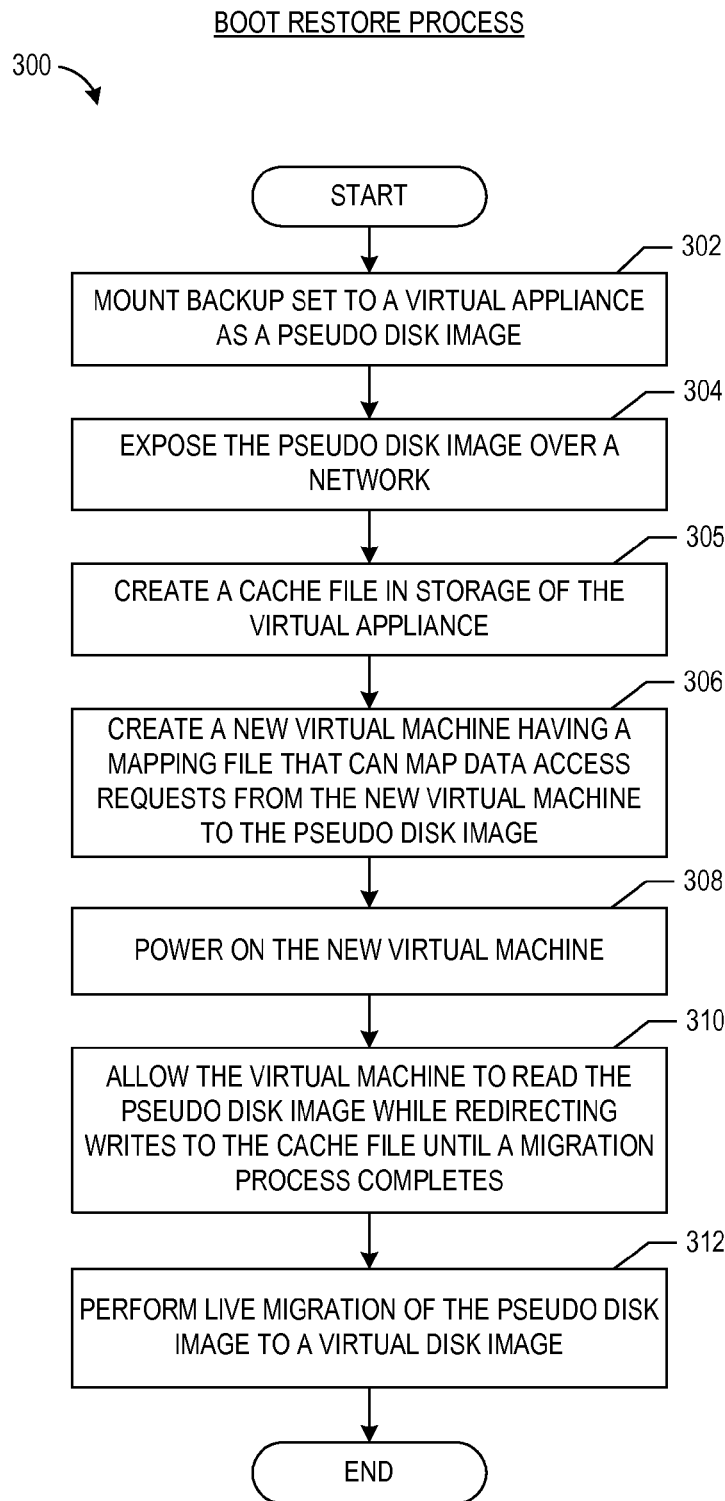 BOOT RESTORE PROCESS
300
START
302
MOUNT BACKUP SET TO A VIRTUAL APPLIANCE
AS A PSEUDO DISK IMAGE
304
EXPOSE THE PSEUDO DISK IMAGE OVER A
NETWORK
305
CREATE A CACHE FILE IN STORAGE OF THE
VIRTUAL APPLIANCE
306
CREATE A NEW VIRTUAL MACHINE HAVING A
MAPPING FILE THAT CAN MAP DATA ACCESS
REQUESTS FROM THE NEW VIRTUAL MACHINE
TO THE PSEUDO DISK IMAGE
308
POWER ON THE NEW VIRTUAL MACHINE
310
ALLOW THE VIRTUAL MACHINE TO READ THE
PSEUDO DISK IMAGE WHILE REDIRECTING
WRITES TO THE CACHE FILE UNTIL A MIGRATION
PROCESS COMPLETES
312
PERFORM LIVE MIGRATION OF THE PSEUDO DISK
IMAGE TO A VIRTUAL DISK IMAGE
END